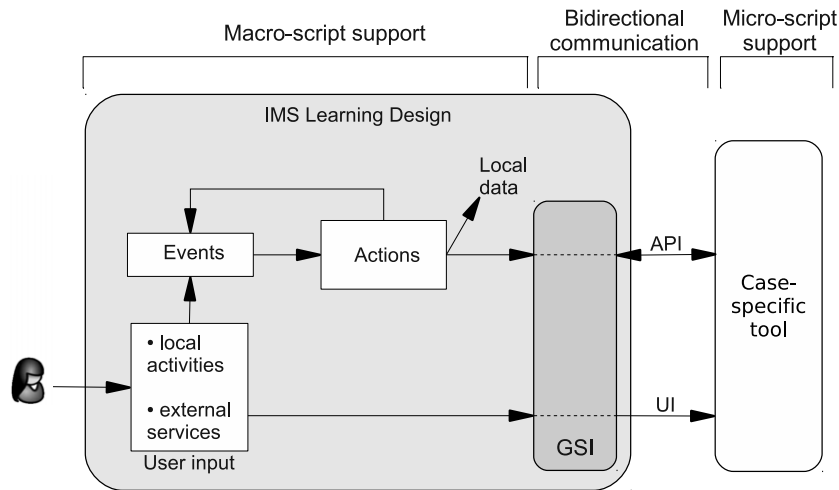 Macro-script support
Bidirectional
communication
Micro-script
support
IMS Learning Design
Local
data
Events
Actions
API
Case-
specific
tool
• local
activities
• external
services
User input
UI
GSI